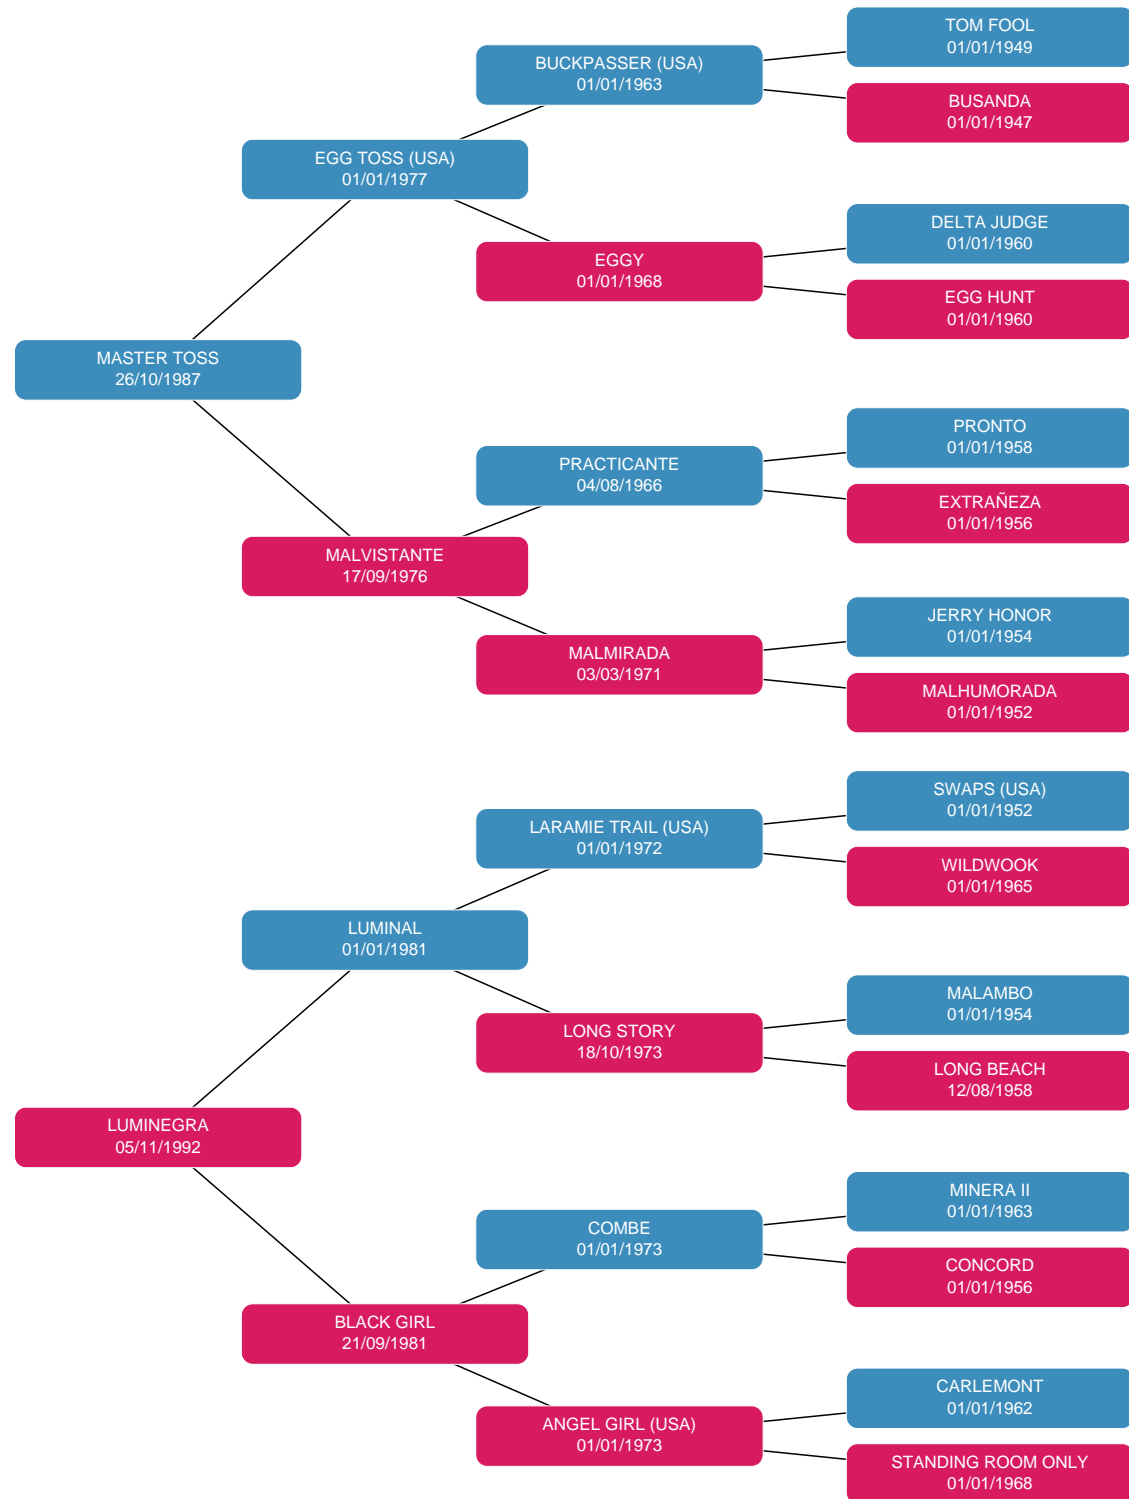 TOM FOOL
01/01/1949
BUCKPASSER (USA)
01/01/1963
BUSANDA
01/01/1947
EGG TOSS (USA)
01/01/1977
DELTA JUDGE
01/01/1960
EGGY
01/01/1968
EGG HUNT
01/01/1960
MASTER TOSS
26/10/1987
PRONTO
01/01/1958
PRACTICANTE
04/08/1966
EXTRAÑEZA
01/01/1956
MALVISTANTE
17/09/1976
JERRY HONOR
01/01/1954
MALMIRADA
03/03/1971
MALHUMORADA
01/01/1952
SWAPS (USA)
01/01/1952
LARAMIE TRAIL (USA)
01/01/1972
WILDWOOK
01/01/1965
LUMINAL
01/01/1981
MALAMBO
01/01/1954
LONG STORY
18/10/1973
LONG BEACH
12/08/1958
LUMINEGRA
05/11/1992
MINERA II
01/01/1963
COMBE
01/01/1973
CONCORD
01/01/1956
BLACK GIRL
21/09/1981
CARLEMONT
01/01/1962
ANGEL GIRL (USA)
01/01/1973
STANDING ROOM ONLY
01/01/1968